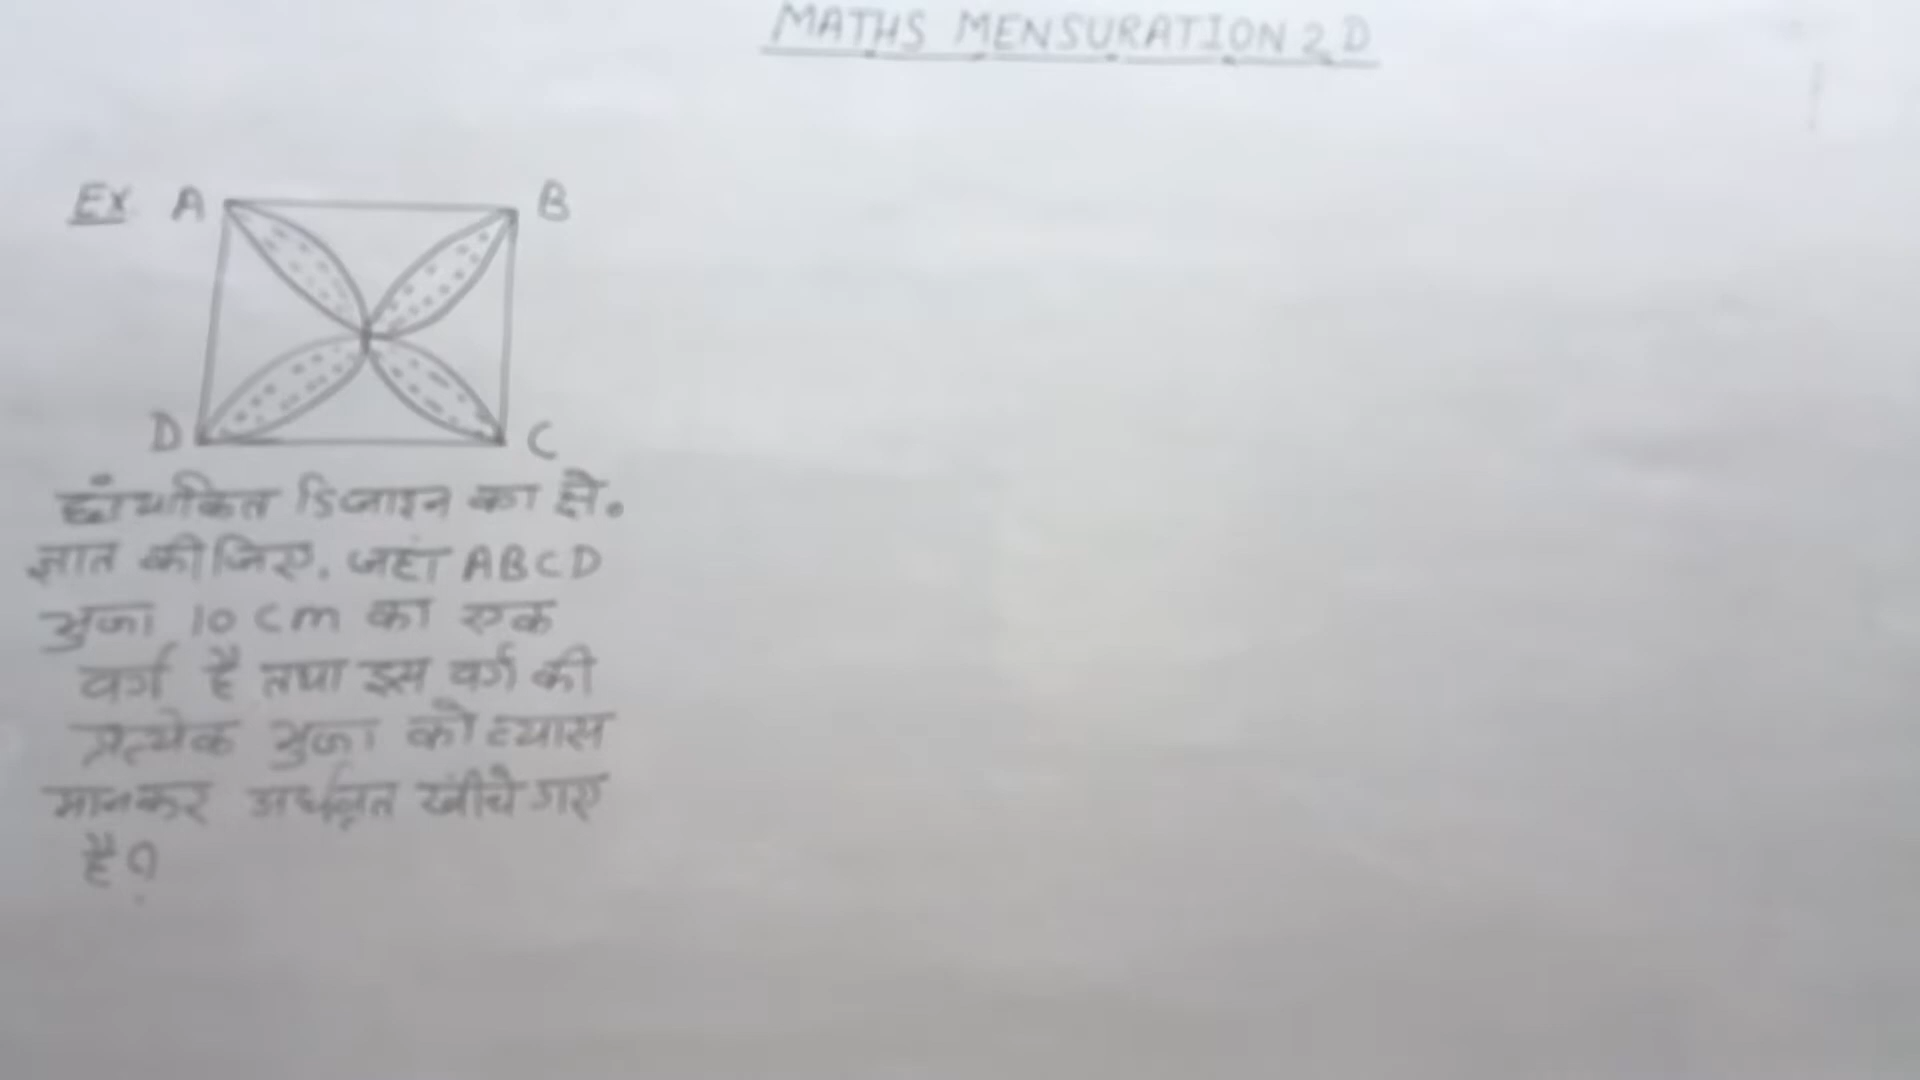 MATHS MENSURATION 2D
Ex A B
D C
छांयाकित डिजाइन का क्षे०
ज्ञात कीजिए, जहां ABCD
भुजा 10 cm का एक
वर्ग है तथा इस वर्ग की
प्रत्येक भुजा को व्यास
मानकर अर्धवृत खींचे गए
है?